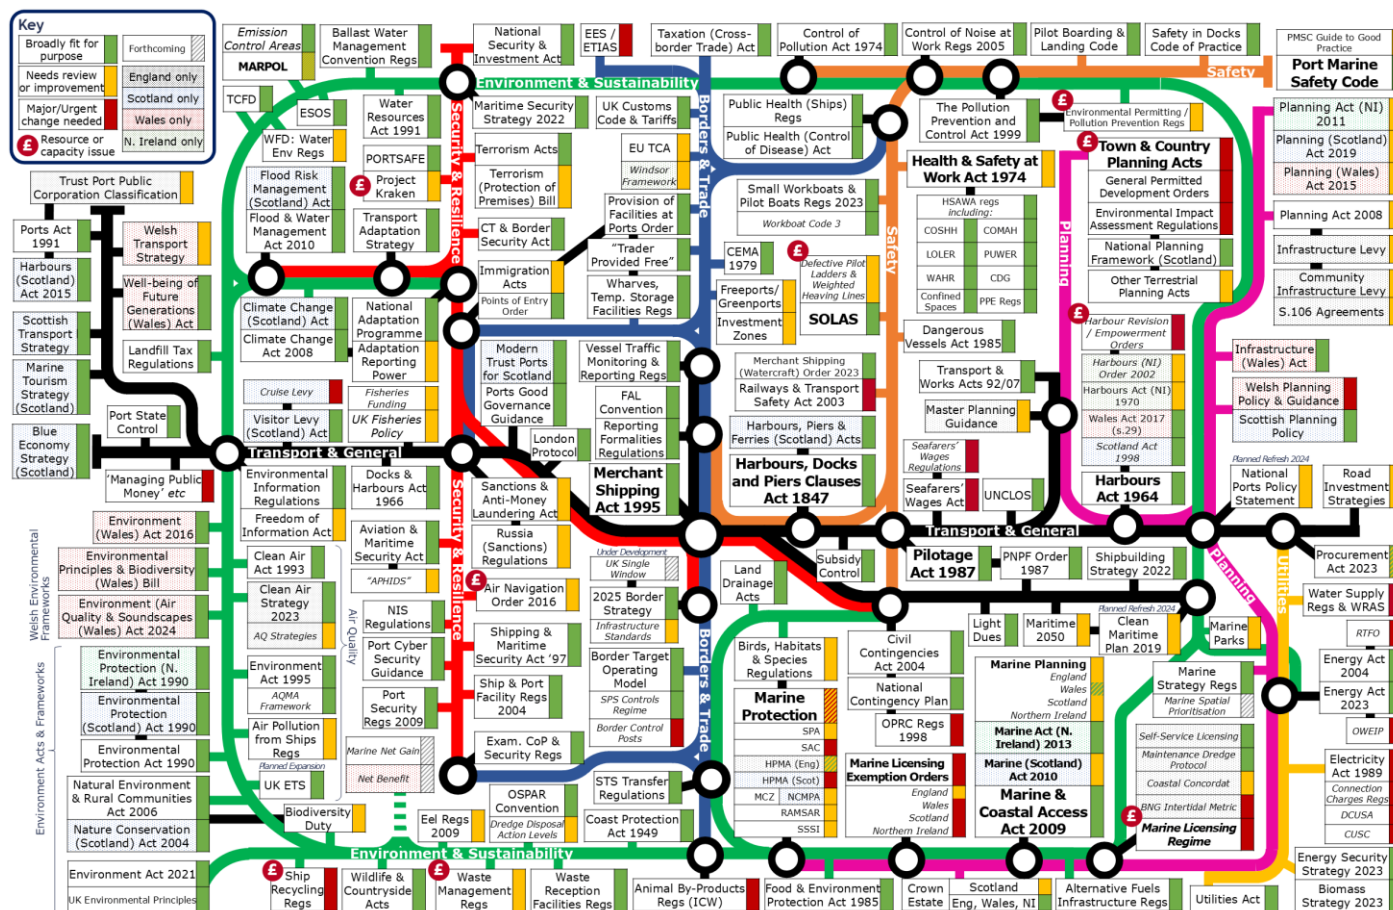 Key
Broadly fit for
purpose
Needs review
or improvement
Major/Urgent
change needed
£ Resource or
capacity issue
Forthcoming
England only
Scotland only
Wales only
N. Ireland only
Emission
Control Areas
MARPOL
Ballast Water
Management
Convention Regs
National
Security &
Investment Act
EES /
ETIAS
Taxation (Cross-
border Trade) Act
Control of
Pollution Act 1974
Control of Noise at
Work Regs 2005
Pilot Boarding &
Landing Code
Safety in Docks
Code of Practice
PMSC Guide to Good
Practice
Port Marine
Safety Code
Environment & Sustainability
Safety
TCFD
ESOS
WFD: Water
Env Regs
Water
Resources
Act 1991
PORTSAFE
£
Project
Kraken
Flood Risk
Management
(Scotland) Act
Flood & Water
Management
Act 2010
Transport
Adaptation
Strategy
Security & Resilience
Maritime Security
Strategy 2022
Terrorism Acts
Terrorism
(Protection of
Premises) Bill
CT & Border
Security Act
Immigration
Acts
Points of Entry
Order
UK Customs
Code & Tariffs
EU TCA
Windsor
Framework
Provision of
Facilities at
Ports Order
"Trader
Provided Free"
Wharves,
Temp. Storage
Facilities Regs
Borders & Trade
Public Health (Ships)
Regs
Public Health (Control
of Disease) Act
Small Workboats &
Pilot Boats Regs 2023
Workboat Code 3
CEMA
1979
Freeports/
Greenports
Investment
Zones
£
Defective Pilot
Ladders &
Weighted
Heaving Lines
SOLAS
Safety
The Pollution
Prevention and
Control Act 1999
£
Environmental Permitting /
Pollution Prevention Regs
Health & Safety at
Work Act 1974
HSAWA regs
including:
COSHH
COMAH
LOLER
PUWER
WAHR
CDG
Confined
Spaces
PPE Regs
Dangerous
Vessels Act 1985
Planning
£
Town & Country
Planning Acts
General Permitted
Development Orders
Environmental Impact
Assessment Regulations
National Planning
Framework (Scotland)
Other Terrestrial
Planning Acts
Planning Act (NI)
2011
Planning (Scotland)
Act 2019
Planning (Wales)
Act 2015
Planning Act 2008
Infrastructure Levy
Community
Infrastructure Levy
S.106 Agreements
Trust Port Public
Corporation Classification
Ports Act
1991
Harbours
(Scotland)
Act 2015
Scottish
Transport
Strategy
Marine
Tourism
Strategy
(Scotland)
Blue
Economy
Strategy
(Scotland)
Welsh
Transport
Strategy
Well-being of
Future
Generations
(Wales) Act
Landfill Tax
Regulations
Port State
Control
'Managing Public
Money' etc
Climate Change
(Scotland) Act
Climate Change
Act 2008
National
Adaptation
Programme
Adaptation
Reporting
Power
Cruise Levy
Visitor Levy
(Scotland) Act
Fisheries
Funding
UK Fisheries
Policy
Transport & General
Modern
Trust Ports
for Scotland
Ports Good
Governance
Guidance
London
Protocol
Vessel Traffic
Monitoring &
Reporting Regs
FAL
Convention
Reporting
Formalities
Regulations
Merchant
Shipping
Act 1995
Merchant Shipping
(Watercraft) Order 2023
Railways & Transport
Safety Act 2003
Harbours, Piers &
Ferries (Scotland) Acts
Harbours, Docks
and Piers Clauses
Act 1847
Transport &
Works Acts 92/07
Master Planning
Guidance
Seafarers'
Wages
Regulations
Seafarers'
Wages Act
UNCLOS
£
Harbour Revision
/ Empowerment
Orders
Harbours (NI)
Order 2002
Harbours Act (NI)
1970
Wales Act 2017
(s.29)
Scotland Act
1998
Harbours
Act 1964
Infrastructure
(Wales) Act
Welsh Planning
Policy & Guidance
Scottish Planning
Policy
Planned Refresh 2024
National
Ports Policy
Statement
Road
Investment
Strategies
Transport & General
Environmental
Information
Regulations
Freedom of
Information Act
Docks &
Harbours Act
1966
Aviation &
Maritime
Security Act
"APHIDS"
NIS
Regulations
Port Cyber
Security
Guidance
Port
Security
Regs 2009
Security & Resilience
Sanctions &
Anti-Money
Laundering Act
Russia
(Sanctions)
Regulations
£
Air Navigation
Order 2016
Shipping &
Maritime
Security Act '97
Ship & Port
Facility Regs
2004
Exam. CoP &
Security Regs
Under Development
UK Single
Window
2025 Border
Strategy
Infrastructure
Standards
Border Target
Operating
Model
SPS Controls
Regime
Border Control
Posts
Borders & Trade
Land
Drainage
Acts
Subsidy
Control
Pilotage
Act 1987
PNPF Order
1987
Shipbuilding
Strategy 2022
Light
Dues
Maritime
2050
Planned Refresh 2024
Clean
Maritime
Plan 2019
Marine
Parks
Planning
Utilities
Procurement
Act 2023
Water Supply
Regs & WRAS
RTFO
Energy Act
2004
Energy Act
2023
OWEIP
Electricity
Act 1989
Connection
Charges Regs
DCUSA
CUSC
Energy Security
Strategy 2023
Biomass
Strategy 2023
Utilities Act
Welsh Environmental
Frameworks
Environment
(Wales) Act 2016
Environmental
Principles & Biodiversity
(Wales) Bill
Environment (Air
Quality & Soundscapes
(Wales) Act 2024
Environment Acts & Frameworks
Environmental
Protection (N.
Ireland) Act 1990
Environmental
Protection
(Scotland) Act 1990
Environmental
Protection Act 1990
Natural Environment
& Rural Communities
Act 2006
Nature Conservation
(Scotland) Act 2004
Environment Act 2021
UK Environmental Principles
Air Quality
Clean Air
Act 1993
Clean Air
Strategy
2023
AQ Strategies
Environment
Act 1995
AQMA
Framework
Air Pollution
from Ships
Regs
Planned Expansion
UK ETS
Marine Net Gain
Net Benefit
Biodiversity
Duty
Eel Regs
2009
OSPAR
Convention
Dredge Disposal
Action Levels
STS Transfer
Regulations
Coast Protection
Act 1949
Environment & Sustainability
£
Ship
Recycling
Regs
Wildlife &
Countryside
Acts
£
Waste
Management
Regs
Waste
Reception
Facilities Regs
Animal By-Products
Regs (ICW)
Food & Environment
Protection Act 1985
Crown
Estate
Scotland
Eng, Wales, NI
Alternative Fuels
Infrastructure Regs
Birds, Habitats
& Species
Regulations
Marine
Protection
SPA
SAC
HPMA (Eng)
HPMA (Scot)
MCZ
NCMPA
RAMSAR
SSSI
Civil
Contingencies
Act 2004
National
Contingency Plan
OPRC Regs
1998
Marine Licensing
Exemption Orders
England
Wales
Scotland
Northern Ireland
Marine Planning
England
Wales
Scotland
Northern Ireland
Marine Act (N.
Ireland) 2013
Marine (Scotland)
Act 2010
Marine &
Coastal Access
Act 2009
Marine
Strategy Regs
Marine Spatial
Prioritisation
Self-Service Licensing
Maintenance Dredge
Protocol
Coastal Concordat
BNG Intertidal Metric
£
Marine Licensing
Regime